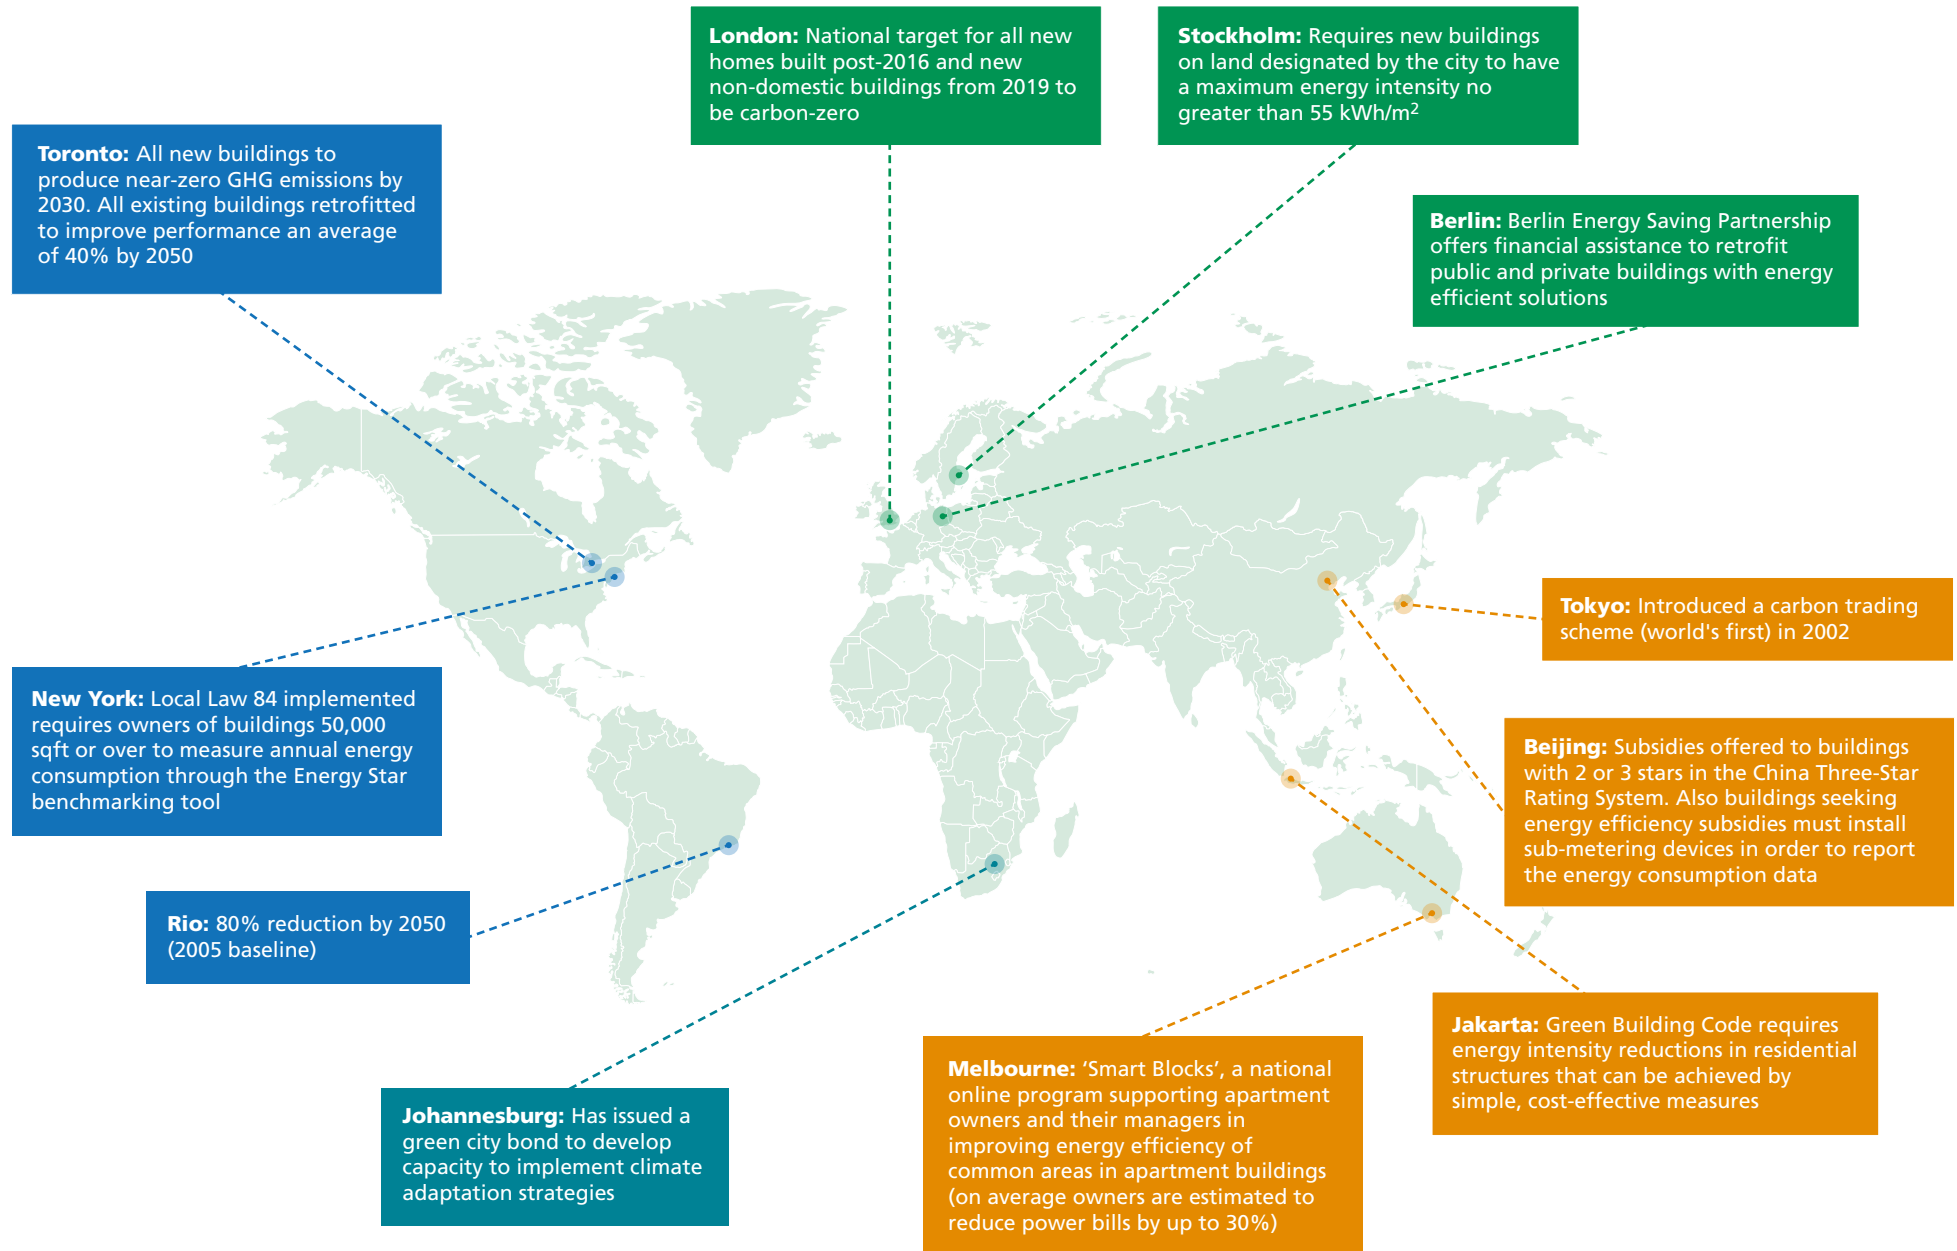 London: National target for all new
homes built post-2016 and new
non-domestic buildings from 2019 to
be carbon-zero
Stockholm: Requires new buildings
on land designated by the city to have
a maximum energy intensity no
greater than 55 kWh/m²
Toronto: All new buildings to
produce near-zero GHG emissions by
2030. All existing buildings retrofitted
to improve performance an average
of 40% by 2050
Berlin: Berlin Energy Saving Partnership
offers financial assistance to retrofit
public and private buildings with energy
efficient solutions
Tokyo: Introduced a carbon trading
scheme (world's first) in 2002
New York: Local Law 84 implemented
requires owners of buildings 50,000
sqft or over to measure annual energy
consumption through the Energy Star
benchmarking tool
Beijing: Subsidies offered to buildings
with 2 or 3 stars in the China Three-Star
Rating System. Also buildings seeking
energy efficiency subsidies must install
sub-metering devices in order to report
the energy consumption data
Rio: 80% reduction by 2050
(2005 baseline)
Jakarta: Green Building Code requires
energy intensity reductions in residential
structures that can be achieved by
simple, cost-effective measures
Melbourne: ‘Smart Blocks’, a national
online program supporting apartment
owners and their managers in
improving energy efficiency of
common areas in apartment buildings
(on average owners are estimated to
reduce power bills by up to 30%)
Johannesburg: Has issued a
green city bond to develop
capacity to implement climate
adaptation strategies